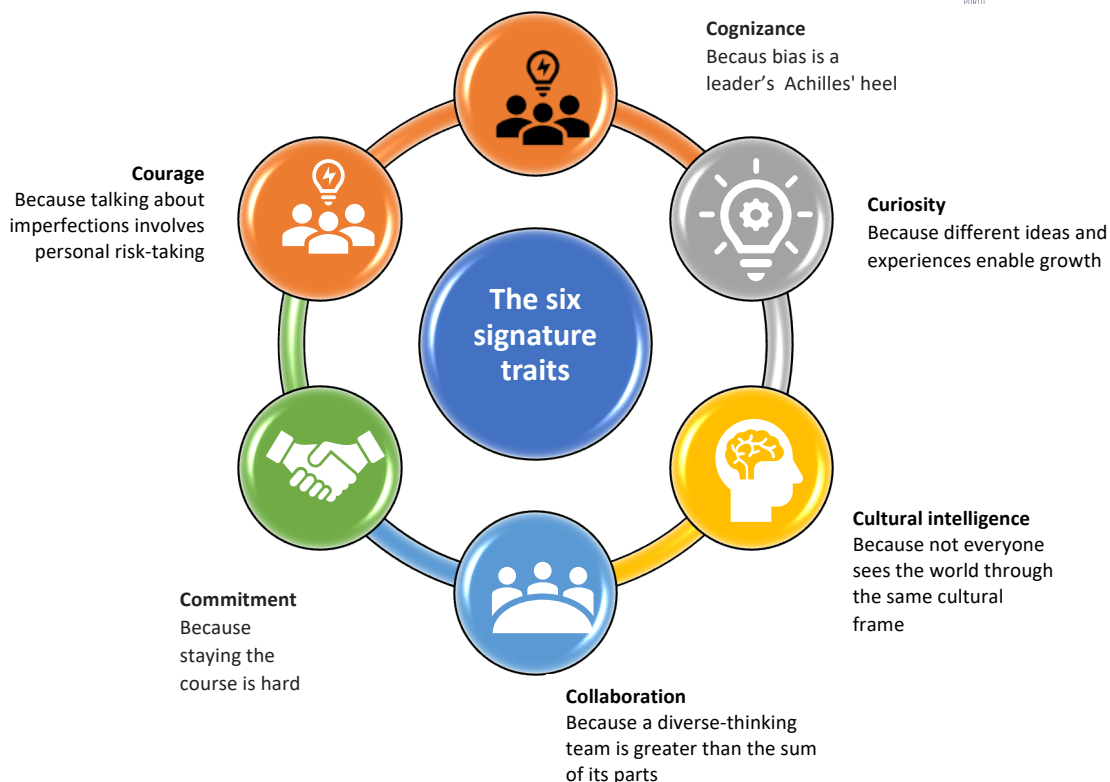 Cognizance
Becaus bias is a
leader's  Achilles' heel
Courage
Because talking about
imperfections involves
personal risk-taking
Curiosity
Because different ideas and
experiences enable growth
The six
signature
traits
Cultural intelligence
Because not everyone
sees the world through
the same cultural
frame
Commitment
Because
staying the
course is hard
Collaboration
Because a diverse-thinking
team is greater than the sum
of its parts